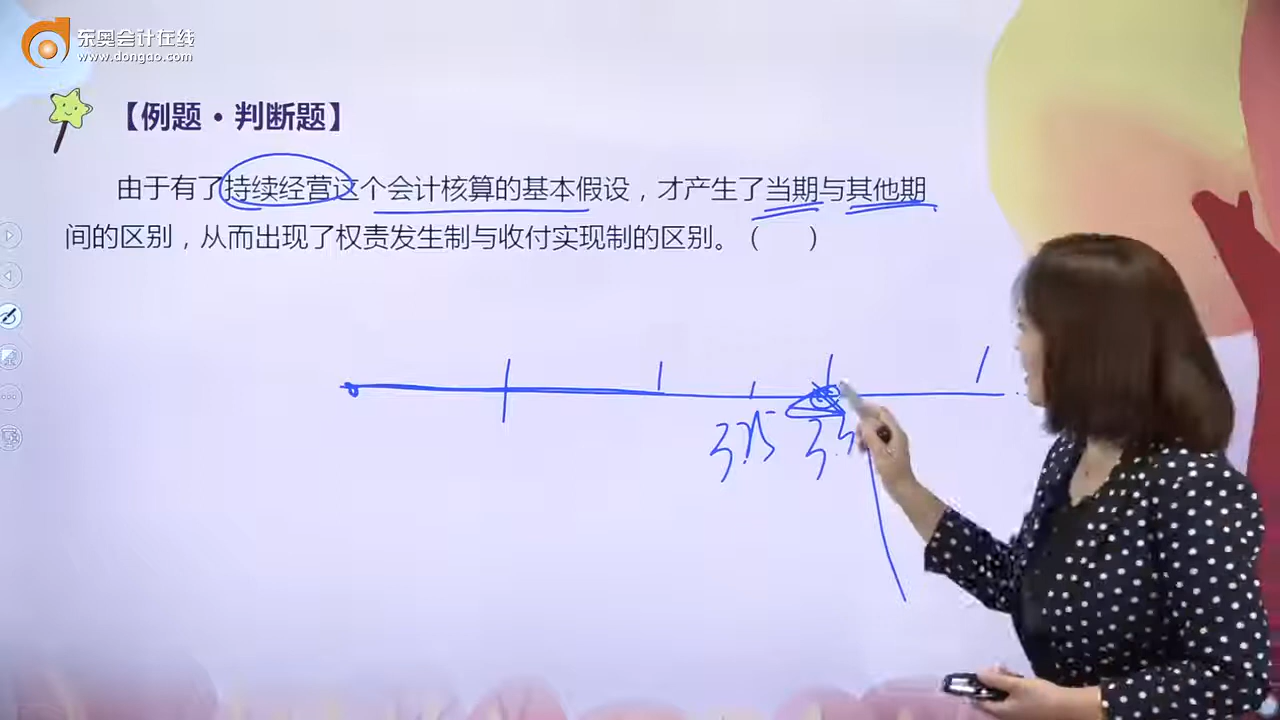 东奥会计在线
www.dongao.com
【例题·判断题】
由于有了持续经营这个会计核算的基本假设，才产生了当期与其他期
间的区别，从而出现了权责发生制与收付实现制的区别。（ ）